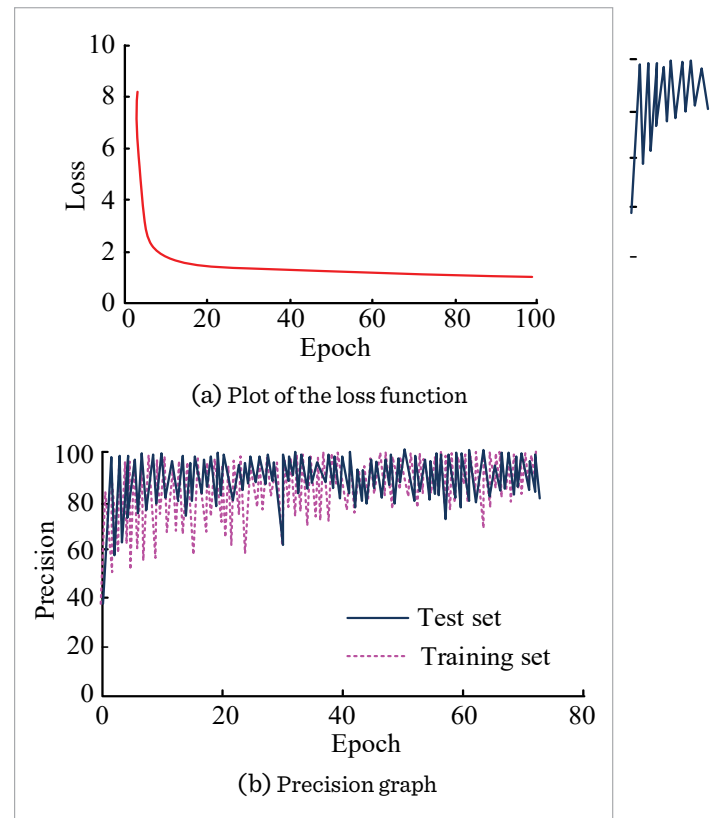 10
8
6
4
2
0
Loss
0 20 40 60 80 100
Epoch
(a) Plot of the loss function
100
80
60
40
20
0
Precision
Test set
Training set
0 20 40 60 80
Epoch
(b) Precision graph